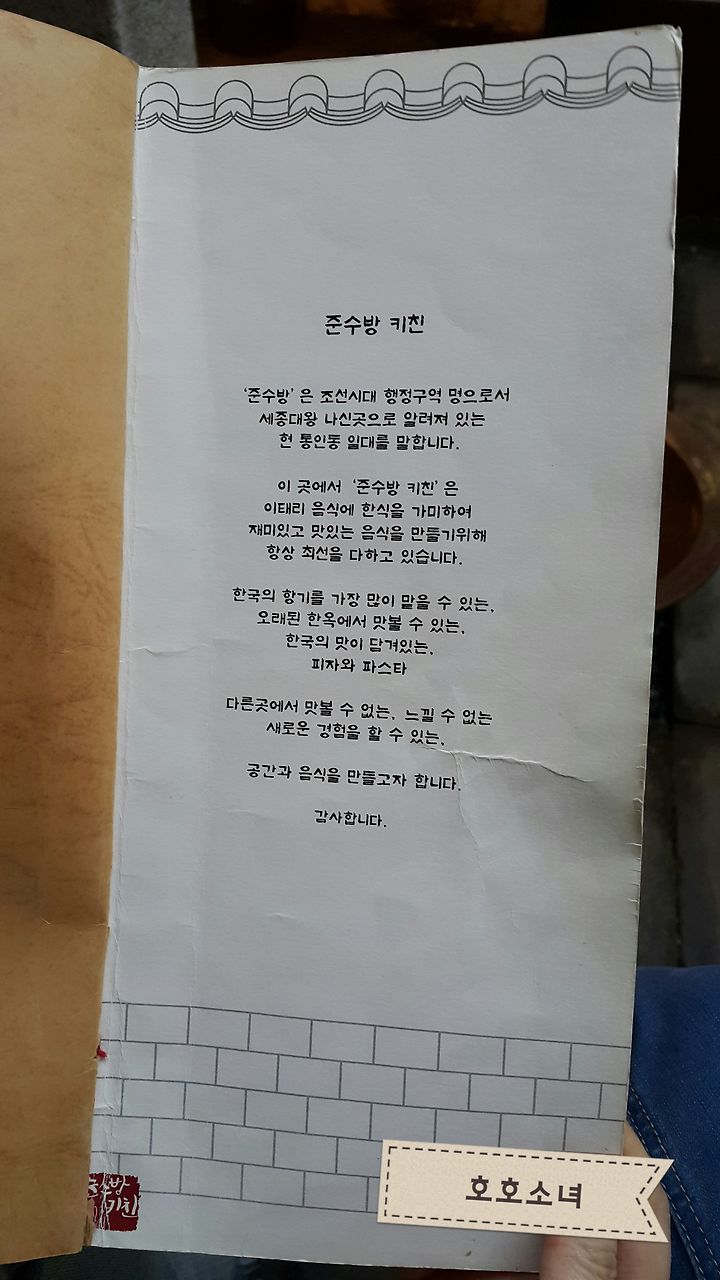 준수방 키친
'준수방' 은 조선시대 행정구역 명으로서
세종대왕 나신곳으로 알려져 있는
현 통인동 일대를 말합니다.
이 곳에서 '준수방 키친' 은
이태리 음식에 한식을 가미하여
재미있고 맛있는 음식을 만들기위해
항상 최선을 다하고 있습니다.
한국의 향기를 가장 많이 맡을 수 있는,
오래된 한옥에서 맛볼 수 있는,
한국의 맛이 담겨있는,
피자와 파스타
다른곳에서 맛볼 수 없는, 느낄 수 없는
새로운 경험을 할 수 있는,
공간과 음식을 만들고자 합니다.
감사합니다.
호호소녀